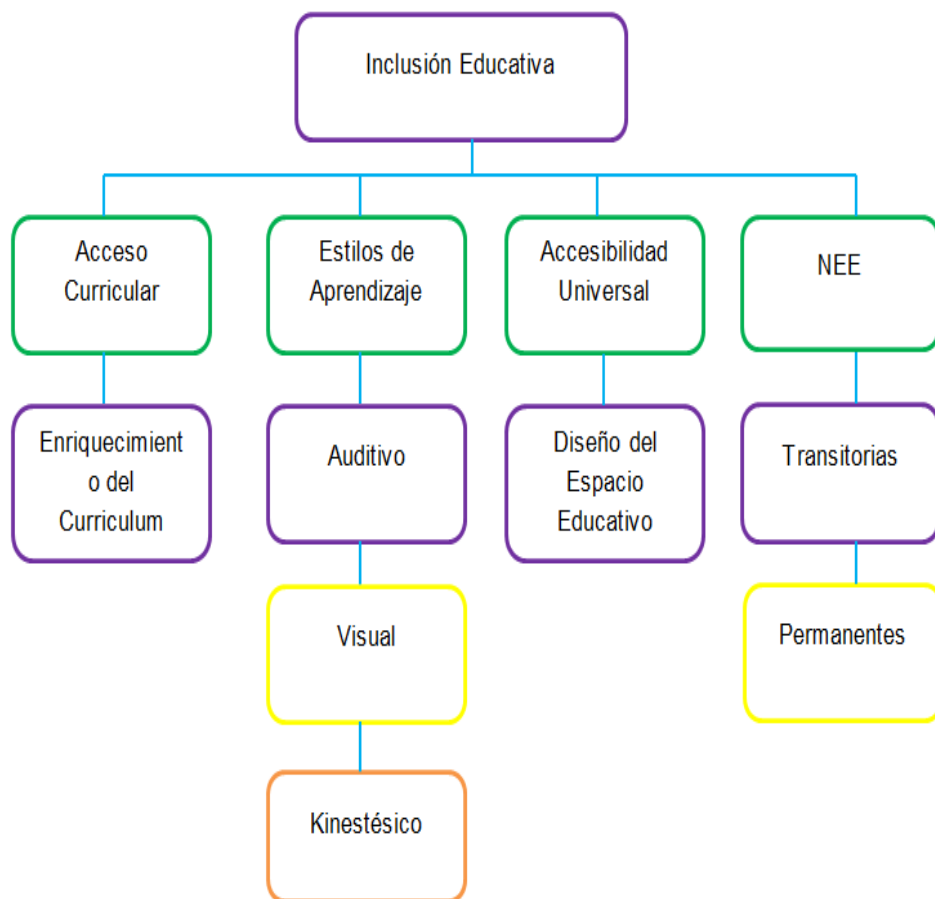 Inclusión Educativa
Acceso
Curricular
Estilos de
Aprendizaje
Accesibilidad
Universal
NEE
Enriquecimient
o del
Curriculum
Auditivo
Diseño del
Espacio
Educativo
Transitorias
Visual
Permanentes
Kinestésico